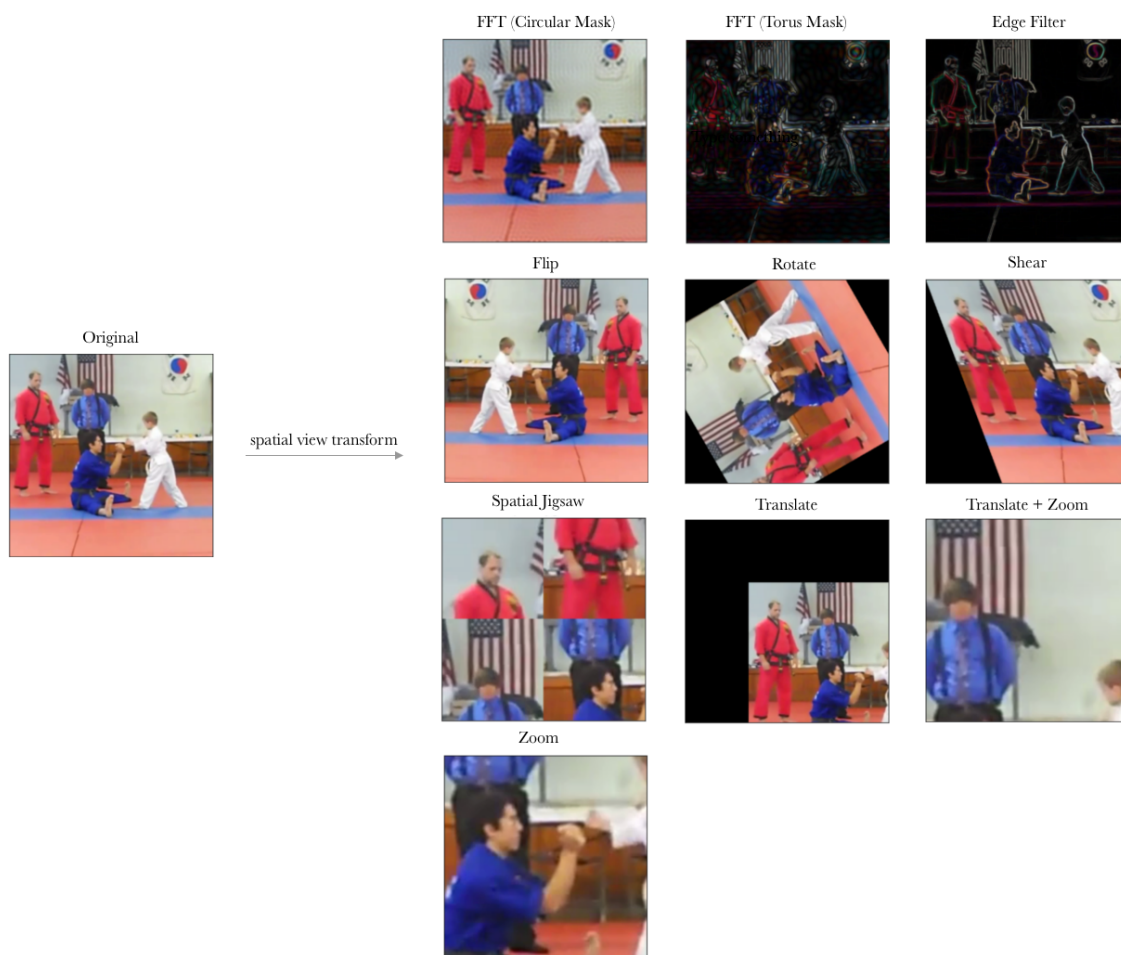 FFT (Circular Mask)
FFT (Torus Mask)
Edge Filter
Flip
Rotate
Shear
Original
spatial view transform
Spatial Jigsaw
Translate
Translate + Zoom
Zoom